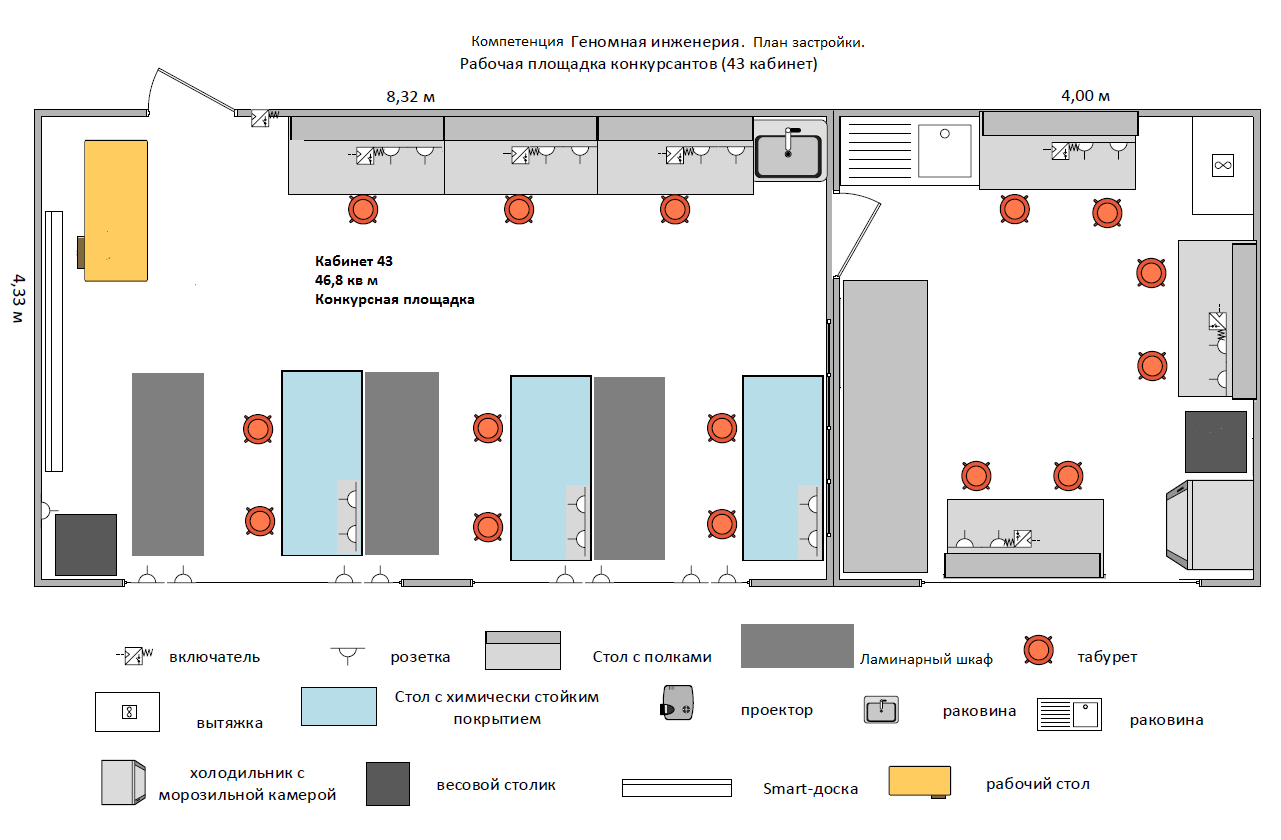 Компетенция Геномная инженерия. План застройки.
Рабочая площадка конкурсантов (43 кабинет)
8,32 м
4,00 м
4,33 м
Кабинет 43
46,8 кв м
Конкурсная площадка
включатель
розетка
Стол с полками
Ламинарный шкаф
табурет
вытяжка
Стол с химически стойким
покрытием
проектор
раковина
раковина
холодильник с
морозильной камерой
весовой столик
Smart-доска
рабочий стол